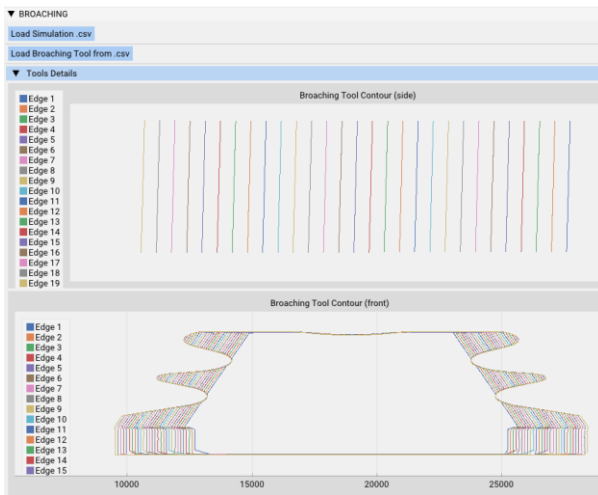 ▼ BROACHING
Load Simulation .csv
Load Broaching Tool from .csv
▼ Tools Details
Broaching Tool Contour (side)
Edge 1
Edge 2
Edge 3
Edge 4
Edge 5
Edge 6
Edge 7
Edge 8
Edge 9
Edge 10
Edge 11
Edge 12
Edge 13
Edge 14
Edge 15
Edge 16
Edge 17
Edge 18
Edge 19
Broaching Tool Contour (front)
Edge 1
Edge 2
Edge 3
Edge 4
Edge 5
Edge 6
Edge 7
Edge 8
Edge 9
Edge 10
Edge 11
Edge 12
Edge 13
Edge 14
Edge 15
10000 15000 20000 25000